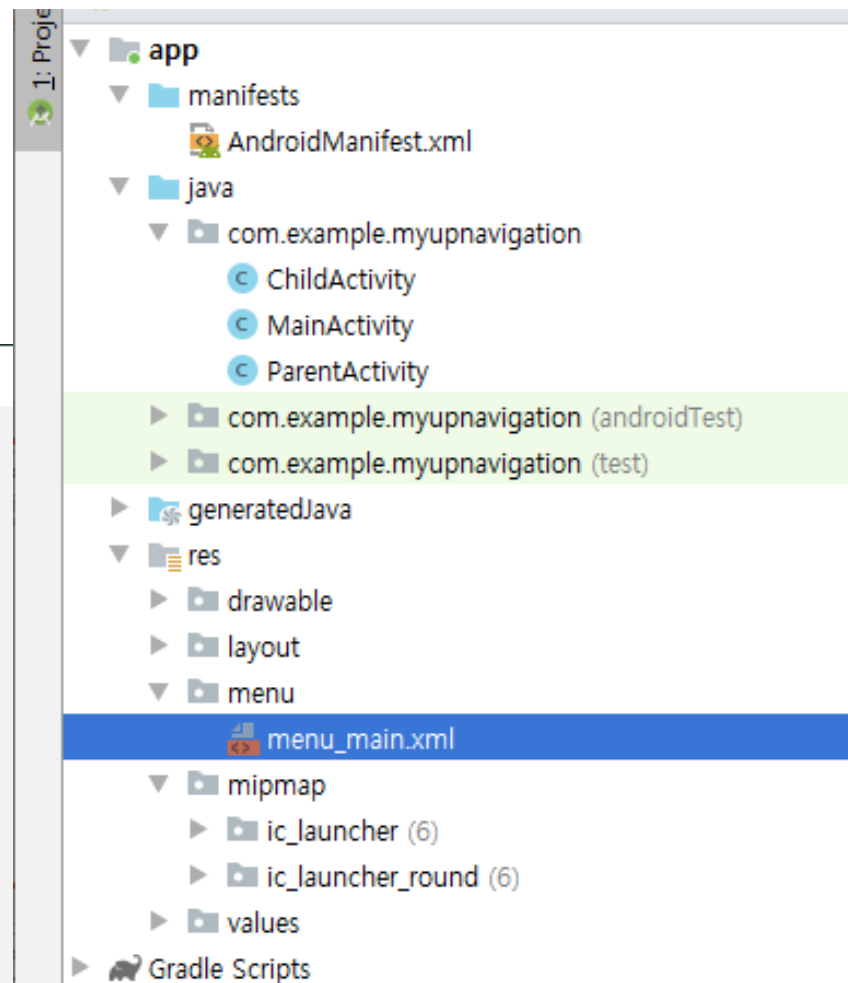 1: Proje
app
manifests
AndroidManifest.xml
java
com.example.myupnavigation
ChildActivity
MainActivity
ParentActivity
com.example.myupnavigation (androidTest)
com.example.myupnavigation (test)
generatedJava
res
drawable
layout
menu
menu_main.xml
mipmap
ic_launcher (6)
ic_launcher_round (6)
values
Gradle Scripts